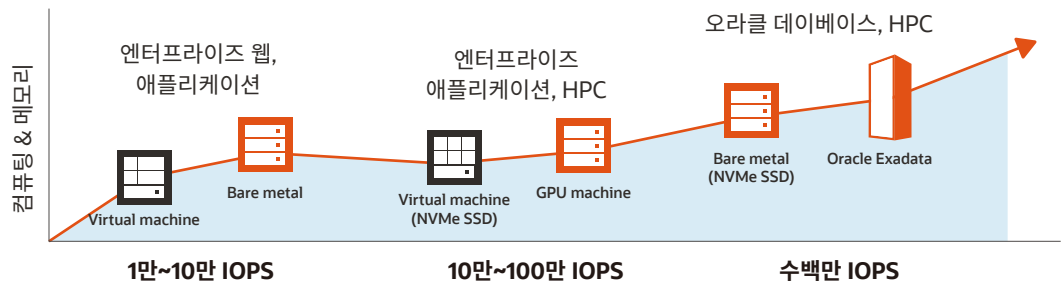 컴퓨팅 & 메모리
엔터프라이즈 웹,
애플리케이션
엔터프라이즈
애플리케이션, HPC
오라클 데이베이스, HPC
Virtual machine
Bare metal
Virtual machine
(NVMe SSD)
GPU machine
Bare metal
(NVMe SSD)
Oracle Exadata
1만~10만 IOPS
10만~100만 IOPS
수백만 IOPS